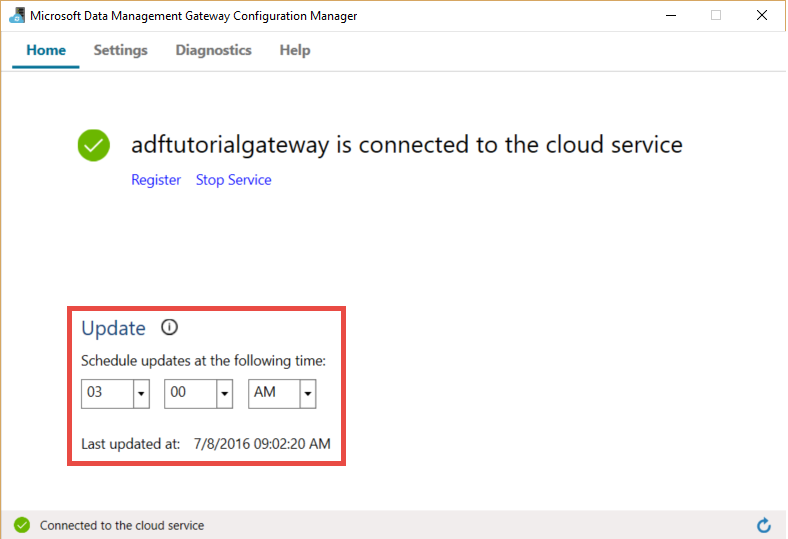 Microsoft Data Management Gateway Configuration Manager
Home Settings Diagnostics Help
adftutorialgateway is connected to the cloud service
Register Stop Service
Update
Schedule updates at the following time:
03 00 AM
Last updated at: 7/8/2016 09:02:20 AM
Connected to the cloud service